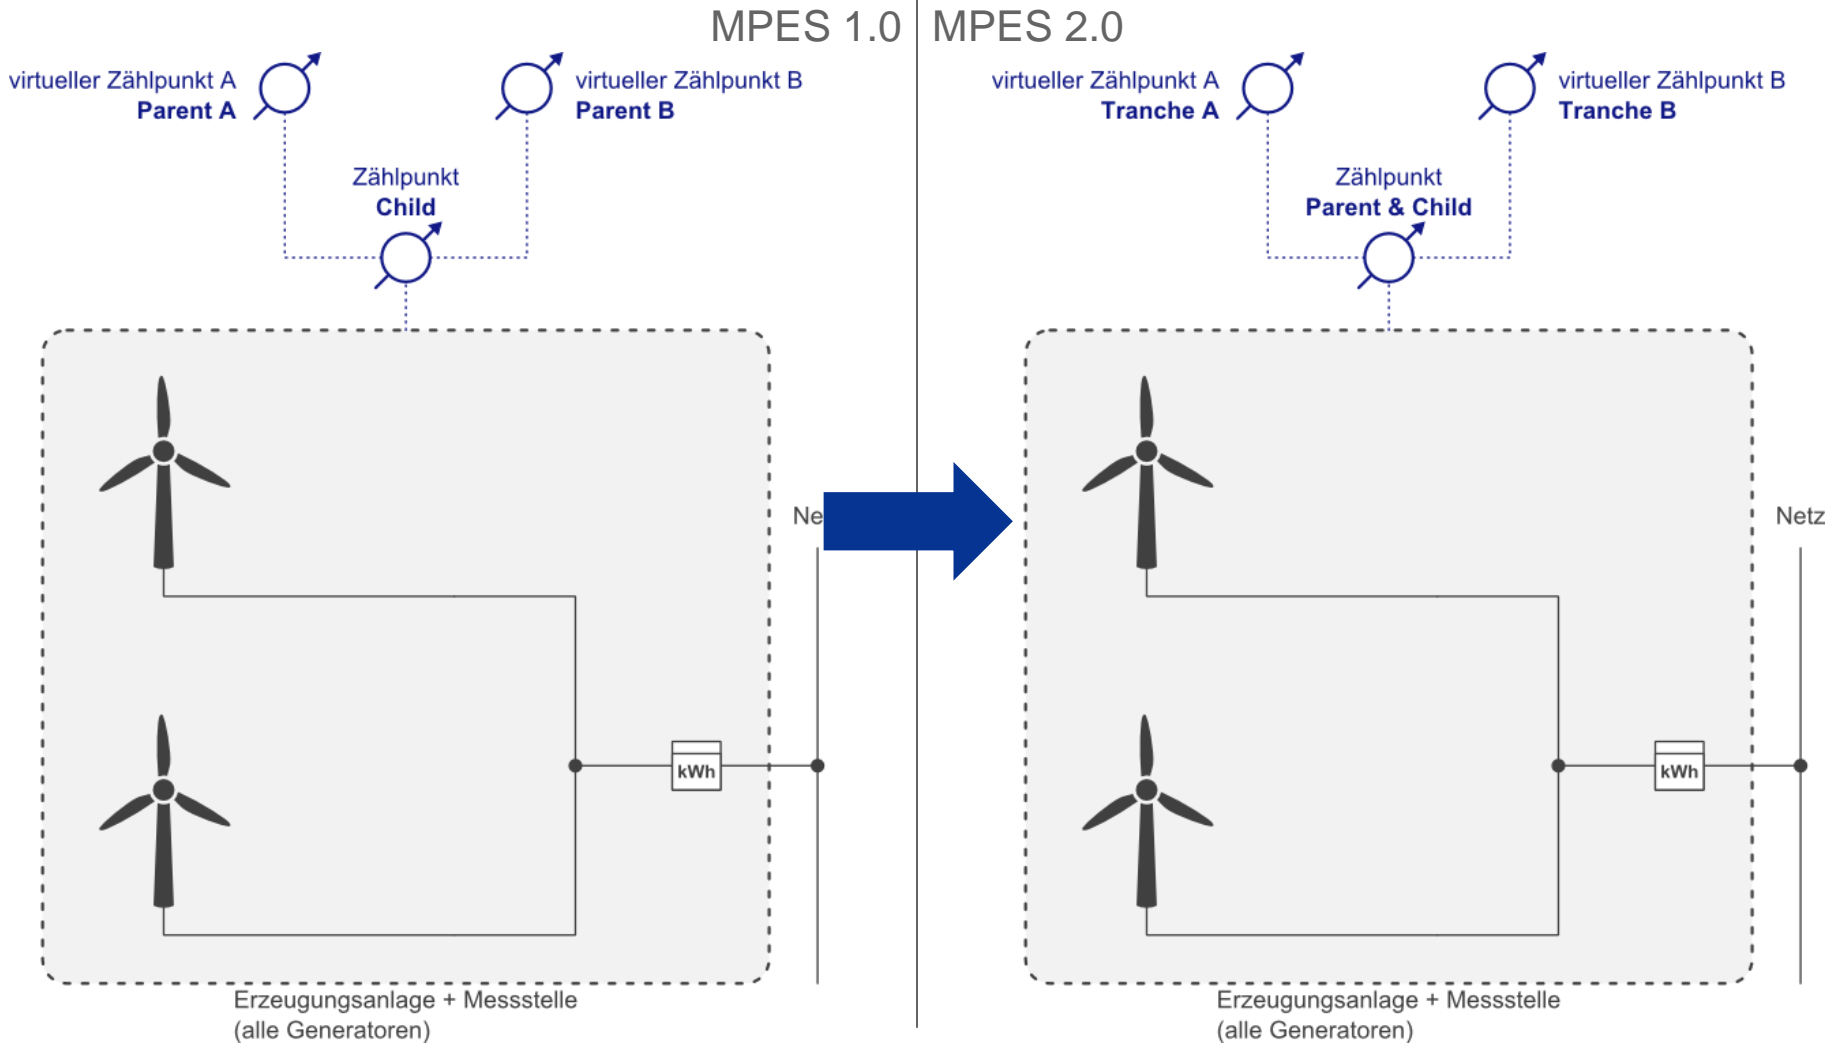 MPES 1.0
virtueller Zählpunkt A
Parent A
virtueller Zählpunkt B
Parent B
Zählpunkt
Child
Ne
kWh
Erzeugungsanlage + Messstelle
(alle Generatoren)
MPES 2.0
virtueller Zählpunkt A
Tranche A
virtueller Zählpunkt B
Tranche B
Zählpunkt
Parent & Child
Netz
kWh
Erzeugungsanlage + Messstelle
(alle Generatoren)